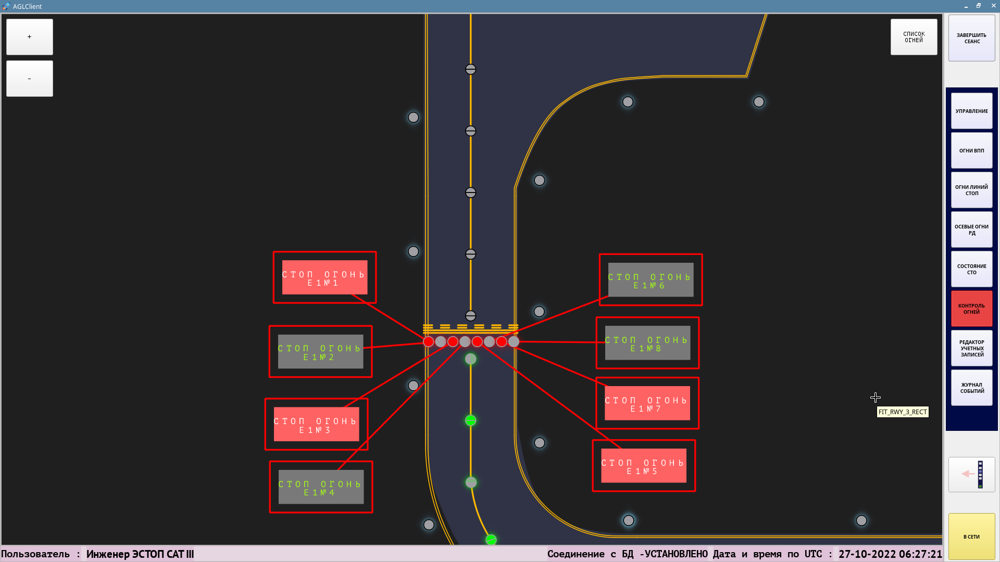 AGLClient
+
-
СПИСОК
ОГНЕЙ
СТОП ОГОНЬ
Е1№1
СТОП ОГОНЬ
Е1№2
СТОП ОГОНЬ
Е1№3
СТОП ОГОНЬ
Е1№4
СТОП ОГОНЬ
Е1№6
СТОП ОГОНЬ
Е1№8
СТОП ОГОНЬ
Е1№7
СТОП ОГОНЬ
Е1№5
FIT_RWY_3_RECT
ЗАВЕРШИТЬ
СЕАНС
УПРАВЛЕНИЕ
ОГНИ ВПП
ОГНИ ЛИНИЙ
СТОП
ОСЕВЫЕ ОГНИ
РД
СОСТОЯНИЕ
СТО
КОНТРОЛЬ
ОГНЕЙ
РЕДАКТОР
УЧЕТНЫХ
ЗАПИСЕЙ
ЖУРНАЛ
СОБЫТИЙ
В СЕТИ
Пользователь : Инженер ЭСТОП CAT III
Соединение с БД -УСТАНОВЛЕНО Дата и время по UTC : 27-10-2022 06:27:21